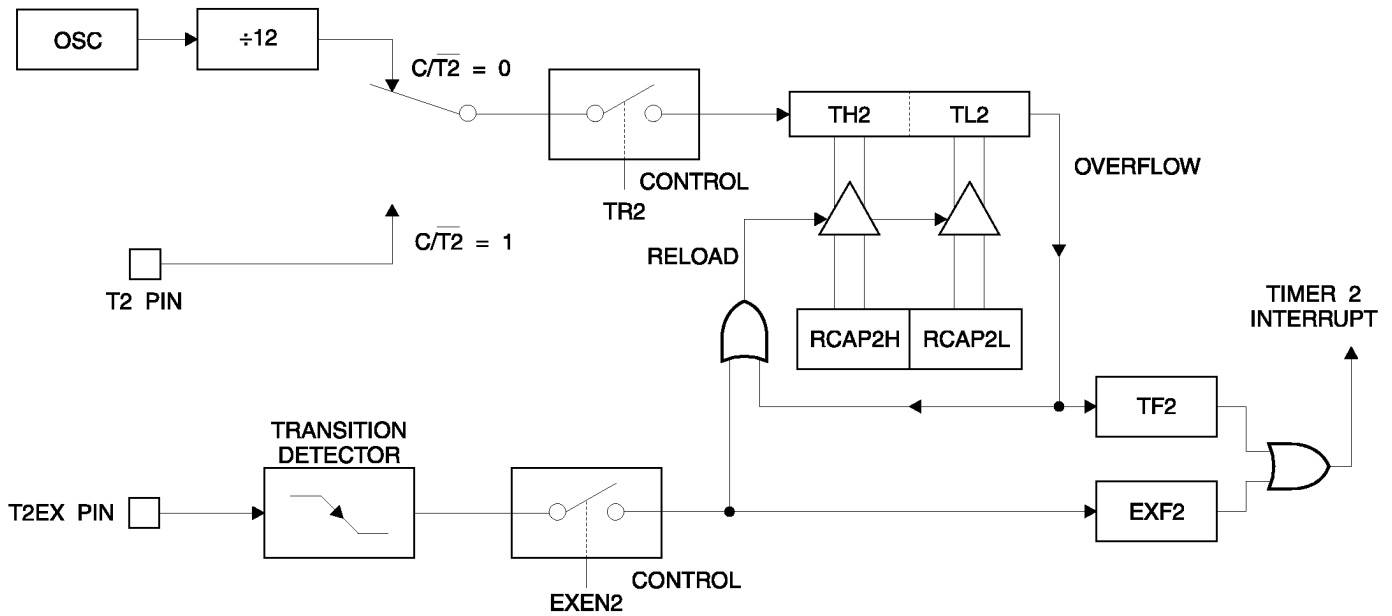 OSC
÷12
C/T2̅ = 0
TH2
TL2
CONTROL
TR2
OVERFLOW
C/T2̅ = 1
RELOAD
T2 PIN
TIMER 2
INTERRUPT
RCAP2H
RCAP2L
TF2
TRANSITION
DETECTOR
T2EX PIN
EXF2
CONTROL
EXEN2